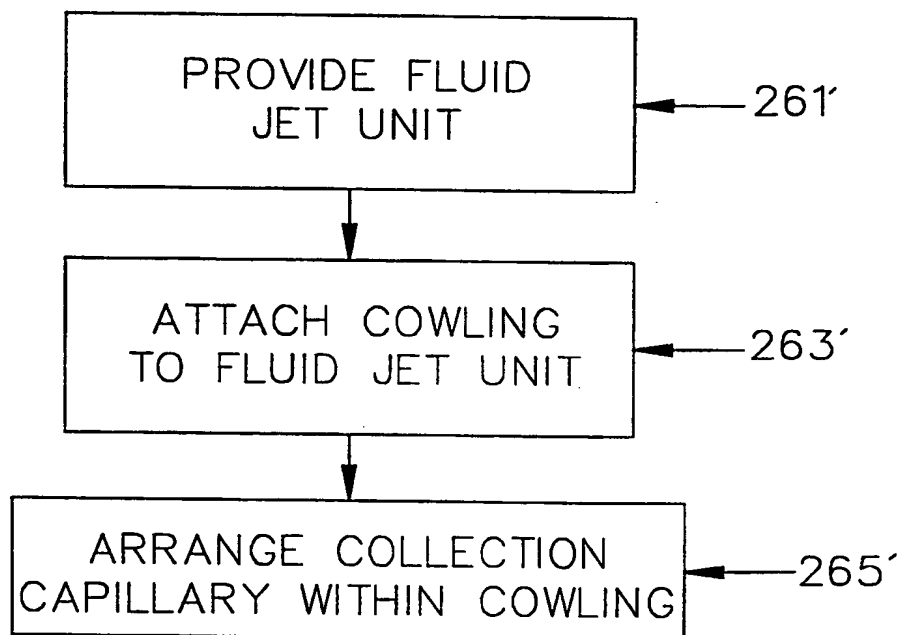 PROVIDE FLUID
JET UNIT
261′
ATTACH COWLING
TO FLUID JET UNIT
263′
ARRANGE COLLECTION
CAPILLARY WITHIN COWLING
265′